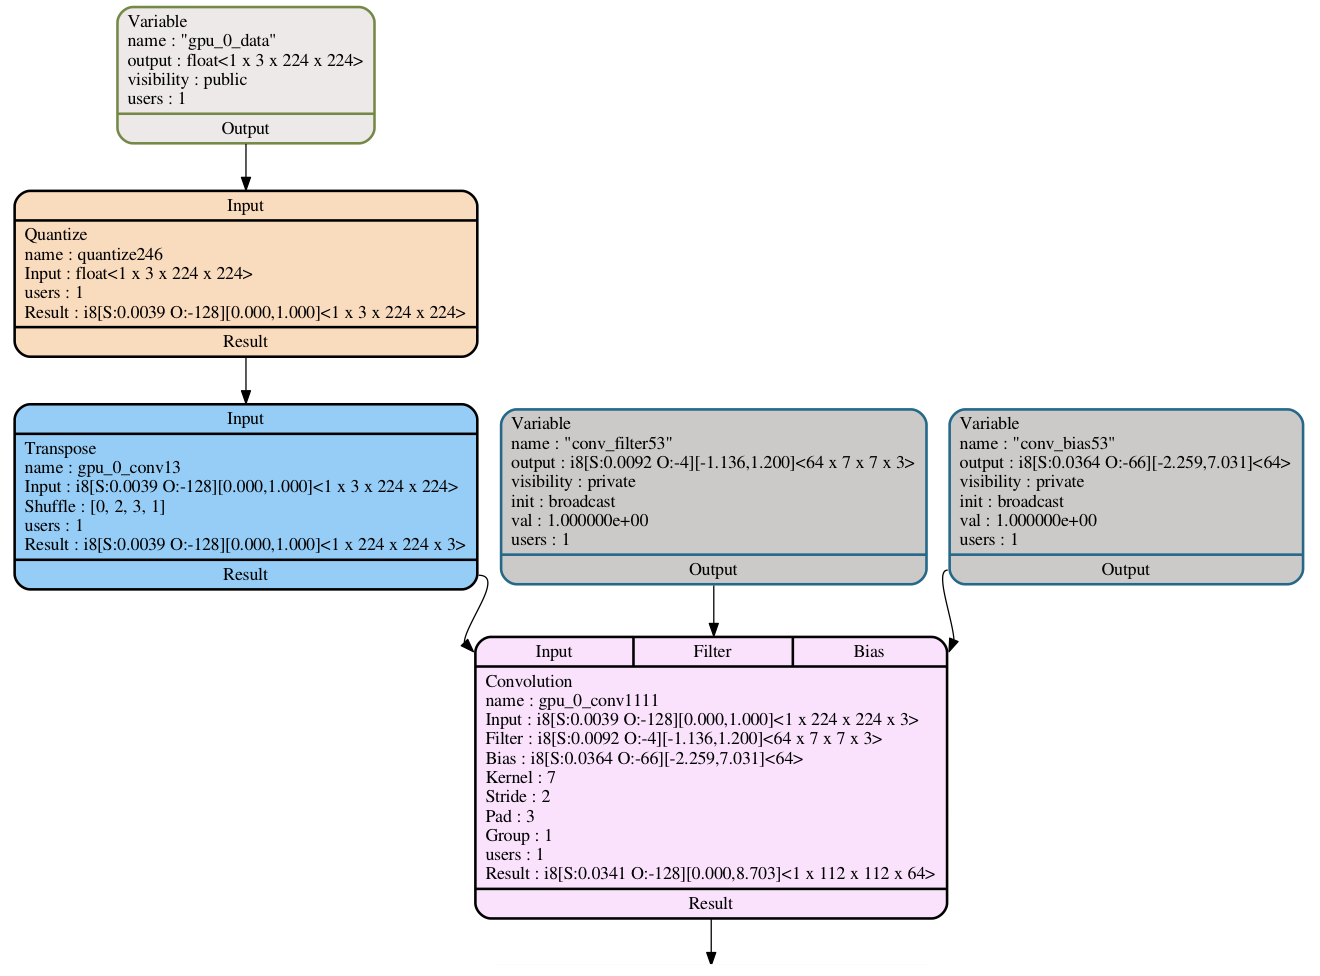 Variable
name : "gpu_0_data"
output : float<1 x 3 x 224 x 224>
visibility : public
users : 1
Output
Input
Quantize
name : quantize246
Input : float<1 x 3 x 224 x 224>
users : 1
Result : i8[S:0.0039 O:-128][0.000,1.000]<1 x 3 x 224 x 224>
Result
Input
Transpose
name : gpu_0_conv13
Input : i8[S:0.0039 O:-128][0.000,1.000]<1 x 3 x 224 x 224>
Shuffle : [0, 2, 3, 1]
users : 1
Result : i8[S:0.0039 O:-128][0.000,1.000]<1 x 224 x 224 x 3>
Result
Variable
name : "conv_filter53"
output : i8[S:0.0092 O:-4][-1.136,1.200]<64 x 7 x 7 x 3>
visibility : private
init : broadcast
val : 1.000000e+00
users : 1
Output
Variable
name : "conv_bias53"
output : i8[S:0.0364 O:-66][-2.259,7.031]<64>
visibility : private
init : broadcast
val : 1.000000e+00
users : 1
Output
Input
Filter
Bias
Convolution
name : gpu_0_conv1111
Input : i8[S:0.0039 O:-128][0.000,1.000]<1 x 224 x 224 x 3>
Filter : i8[S:0.0092 O:-4][-1.136,1.200]<64 x 7 x 7 x 3>
Bias : i8[S:0.0364 O:-66][-2.259,7.031]<64>
Kernel : 7
Stride : 2
Pad : 3
Group : 1
users : 1
Result : i8[S:0.0341 O:-128][0.000,8.703]<1 x 112 x 112 x 64>
Result